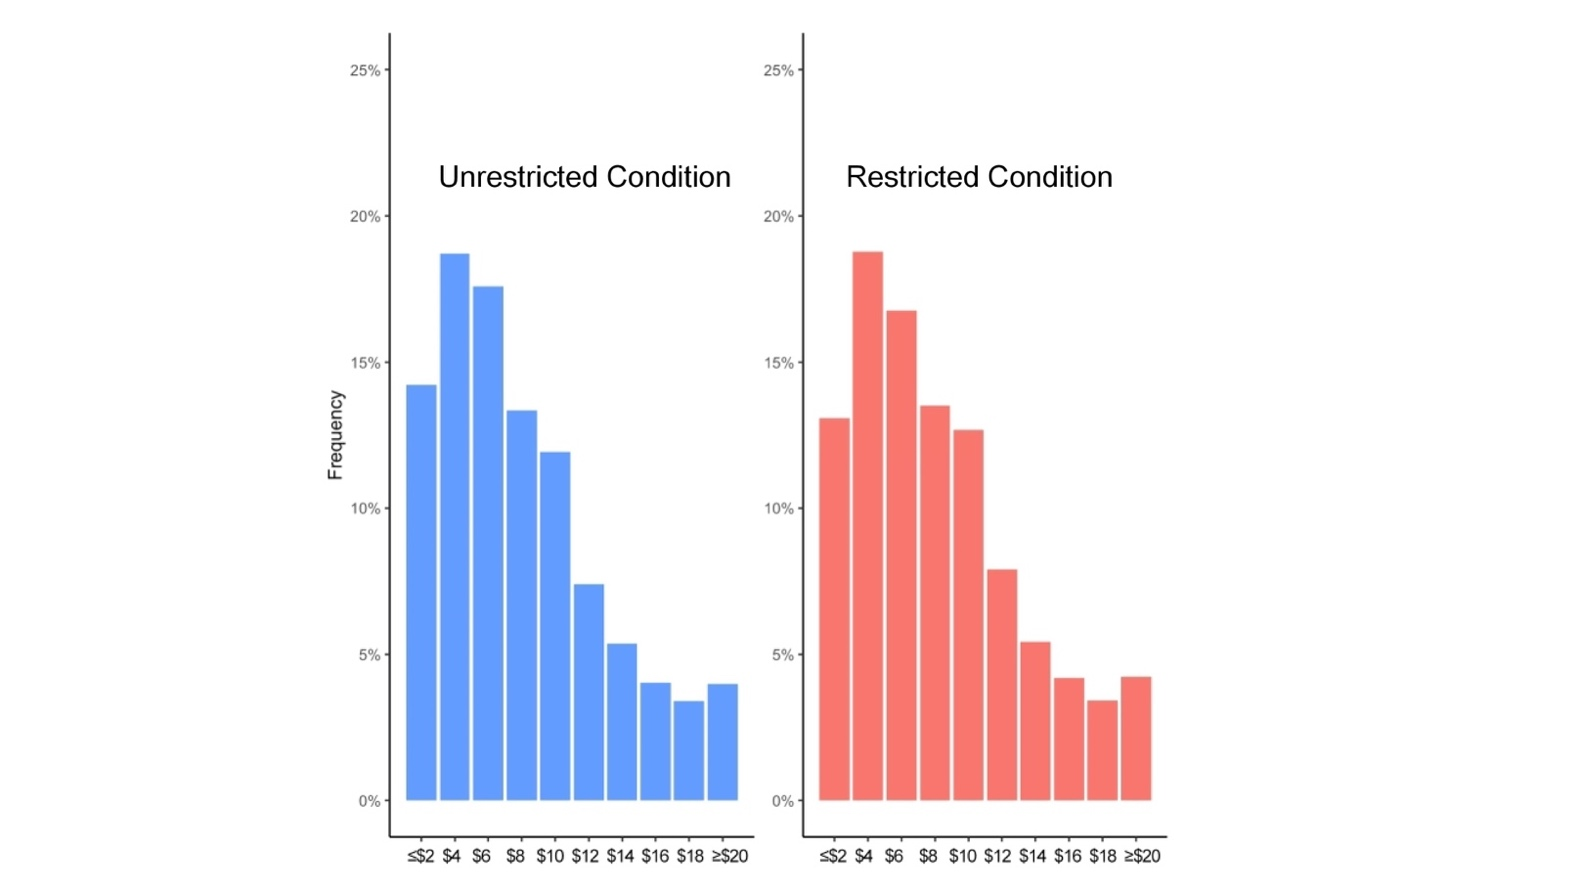 25%
20%
15%
10%
5%
0%
Frequency
Unrestricted Condition
≤$2 $4 $6 $8 $10 $12 $14 $16 $18 ≥$20
25%
20%
15%
10%
5%
0%
Restricted Condition
≤$2 $4 $6 $8 $10 $12 $14 $16 $18 ≥$20